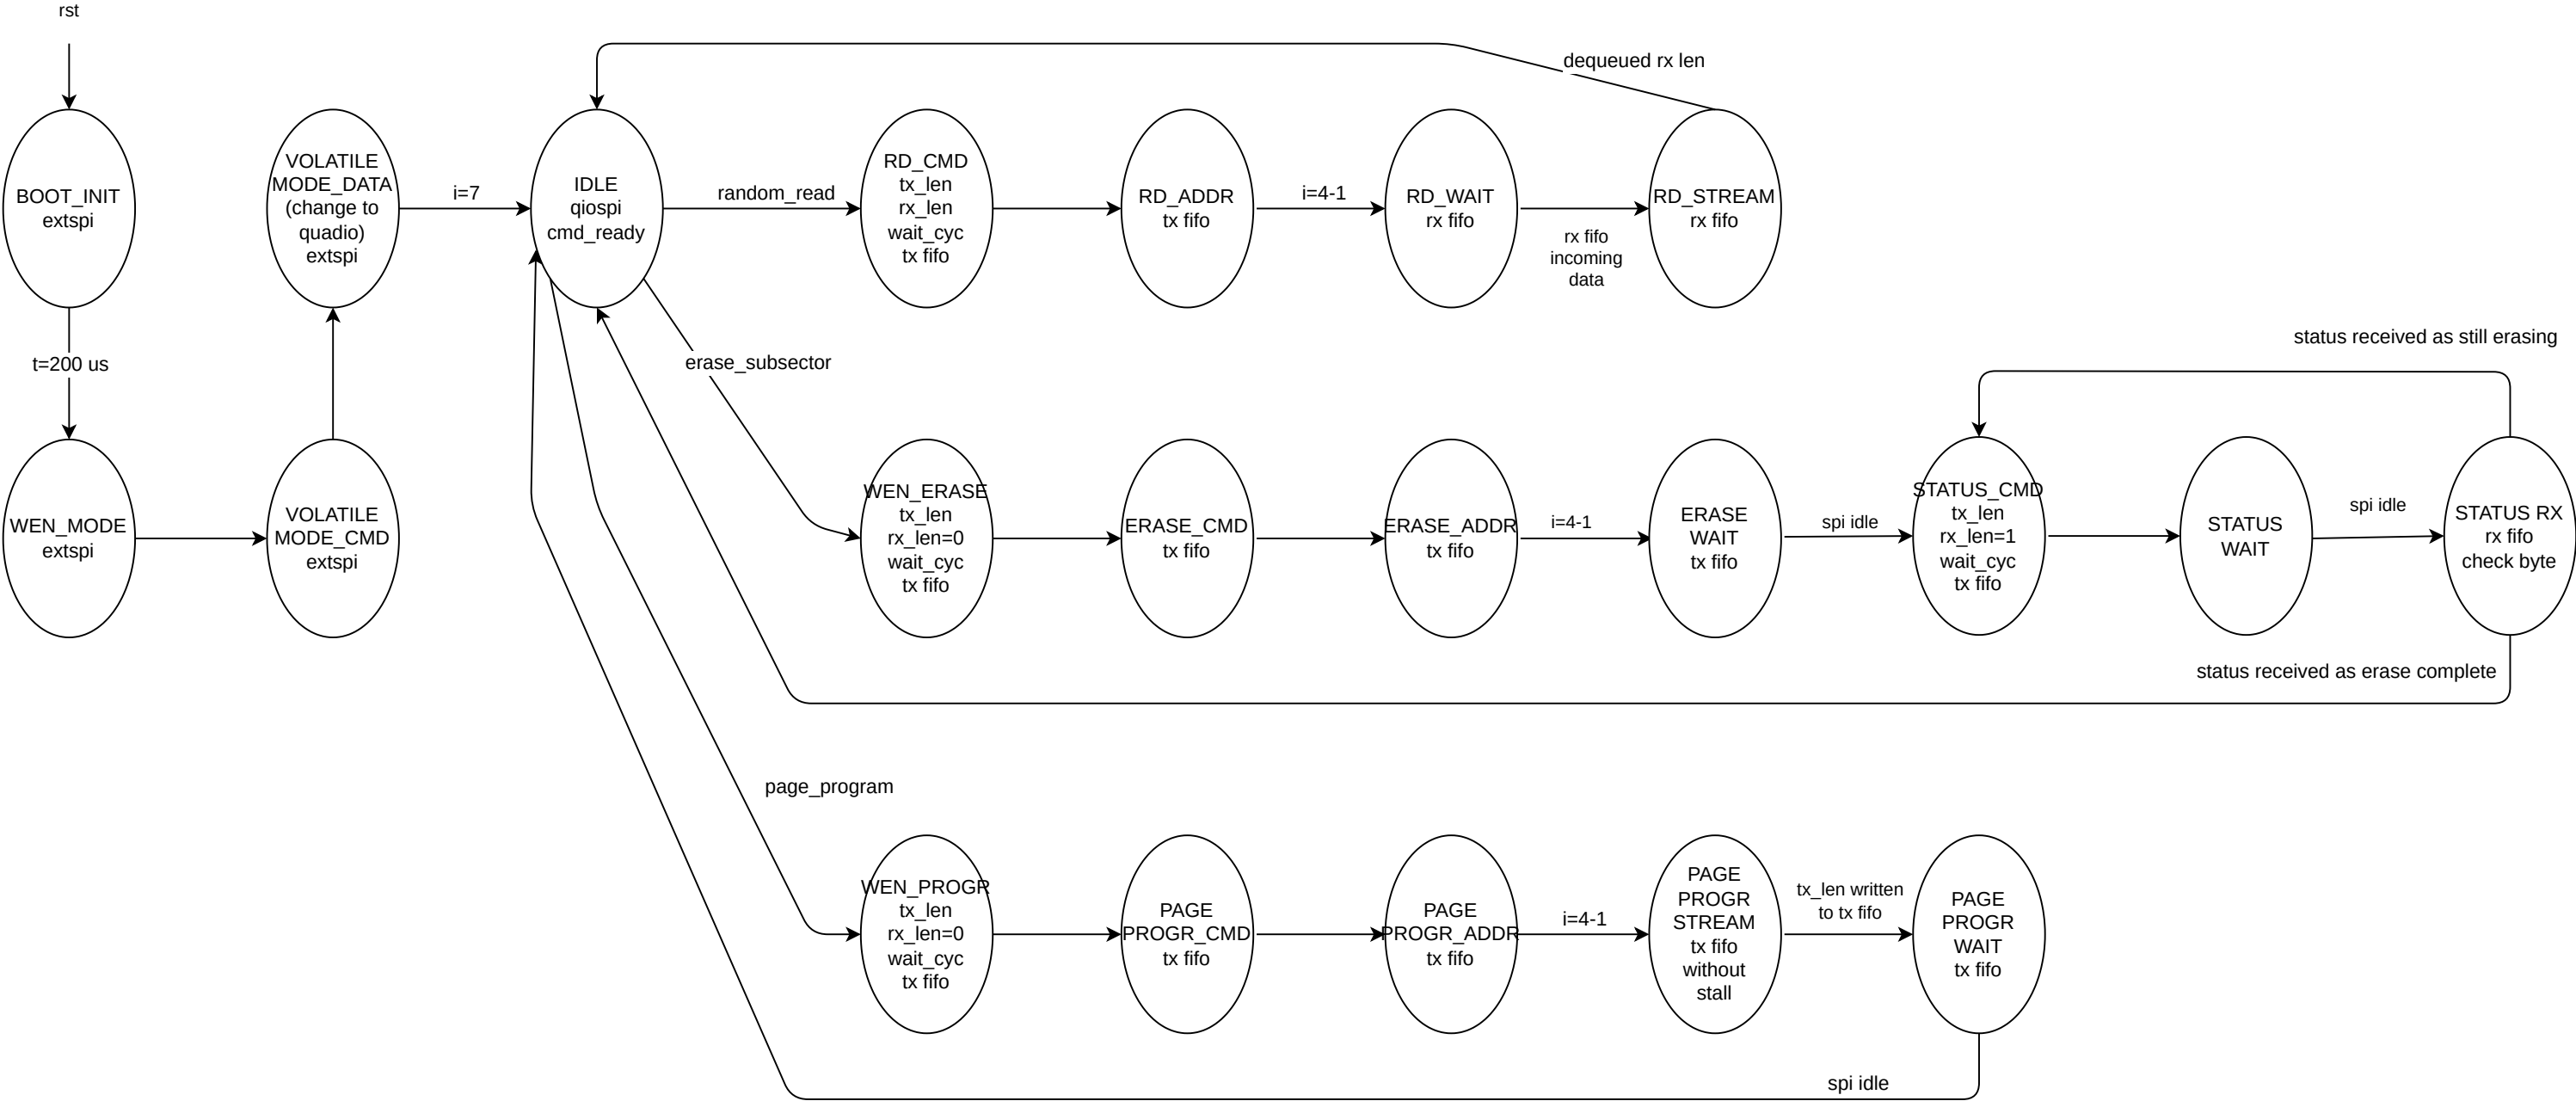 rst
dequeued rx len
BOOT_INIT
extspi
VOLATILE
MODE_DATA
(change to
quadio)
extspi
i=7
IDLE
qiospi
cmd_ready
random_read
RD_CMD
tx_len
rx_len
wait_cyc
tx fifo
RD_ADDR
tx fifo
i=4-1
RD_WAIT
rx fifo
rx fifo
incoming
data
RD_STREAM
rx fifo
t=200 us
erase_subsector
status received as still erasing
WEN_MODE
extspi
VOLATILE
MODE_CMD
extspi
WEN_ERASE
tx_len
rx_len=0
wait_cyc
tx fifo
ERASE_CMD
tx fifo
ERASE_ADDR
tx fifo
i=4-1
ERASE
WAIT
tx fifo
spi idle
STATUS_CMD
tx_len
rx_len=1
wait_cyc
tx fifo
STATUS
WAIT
spi idle
STATUS RX
rx fifo
check byte
status received as erase complete
page_program
WEN_PROGR
tx_len
rx_len=0
wait_cyc
tx fifo
PAGE
PROGR_CMD
tx fifo
PAGE
PROGR_ADDR
tx fifo
i=4-1
PAGE
PROGR
STREAM
tx fifo
without
stall
tx_len written
to tx fifo
PAGE
PROGR
WAIT
tx fifo
spi idle